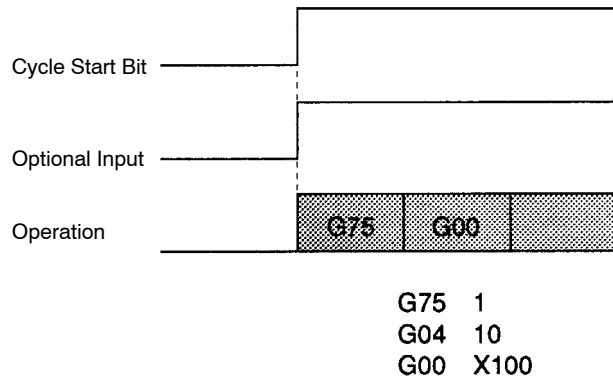 Cycle Start Bit
Optional Input
Operation
G75 G00
G75 1
G04 10
G00 X100